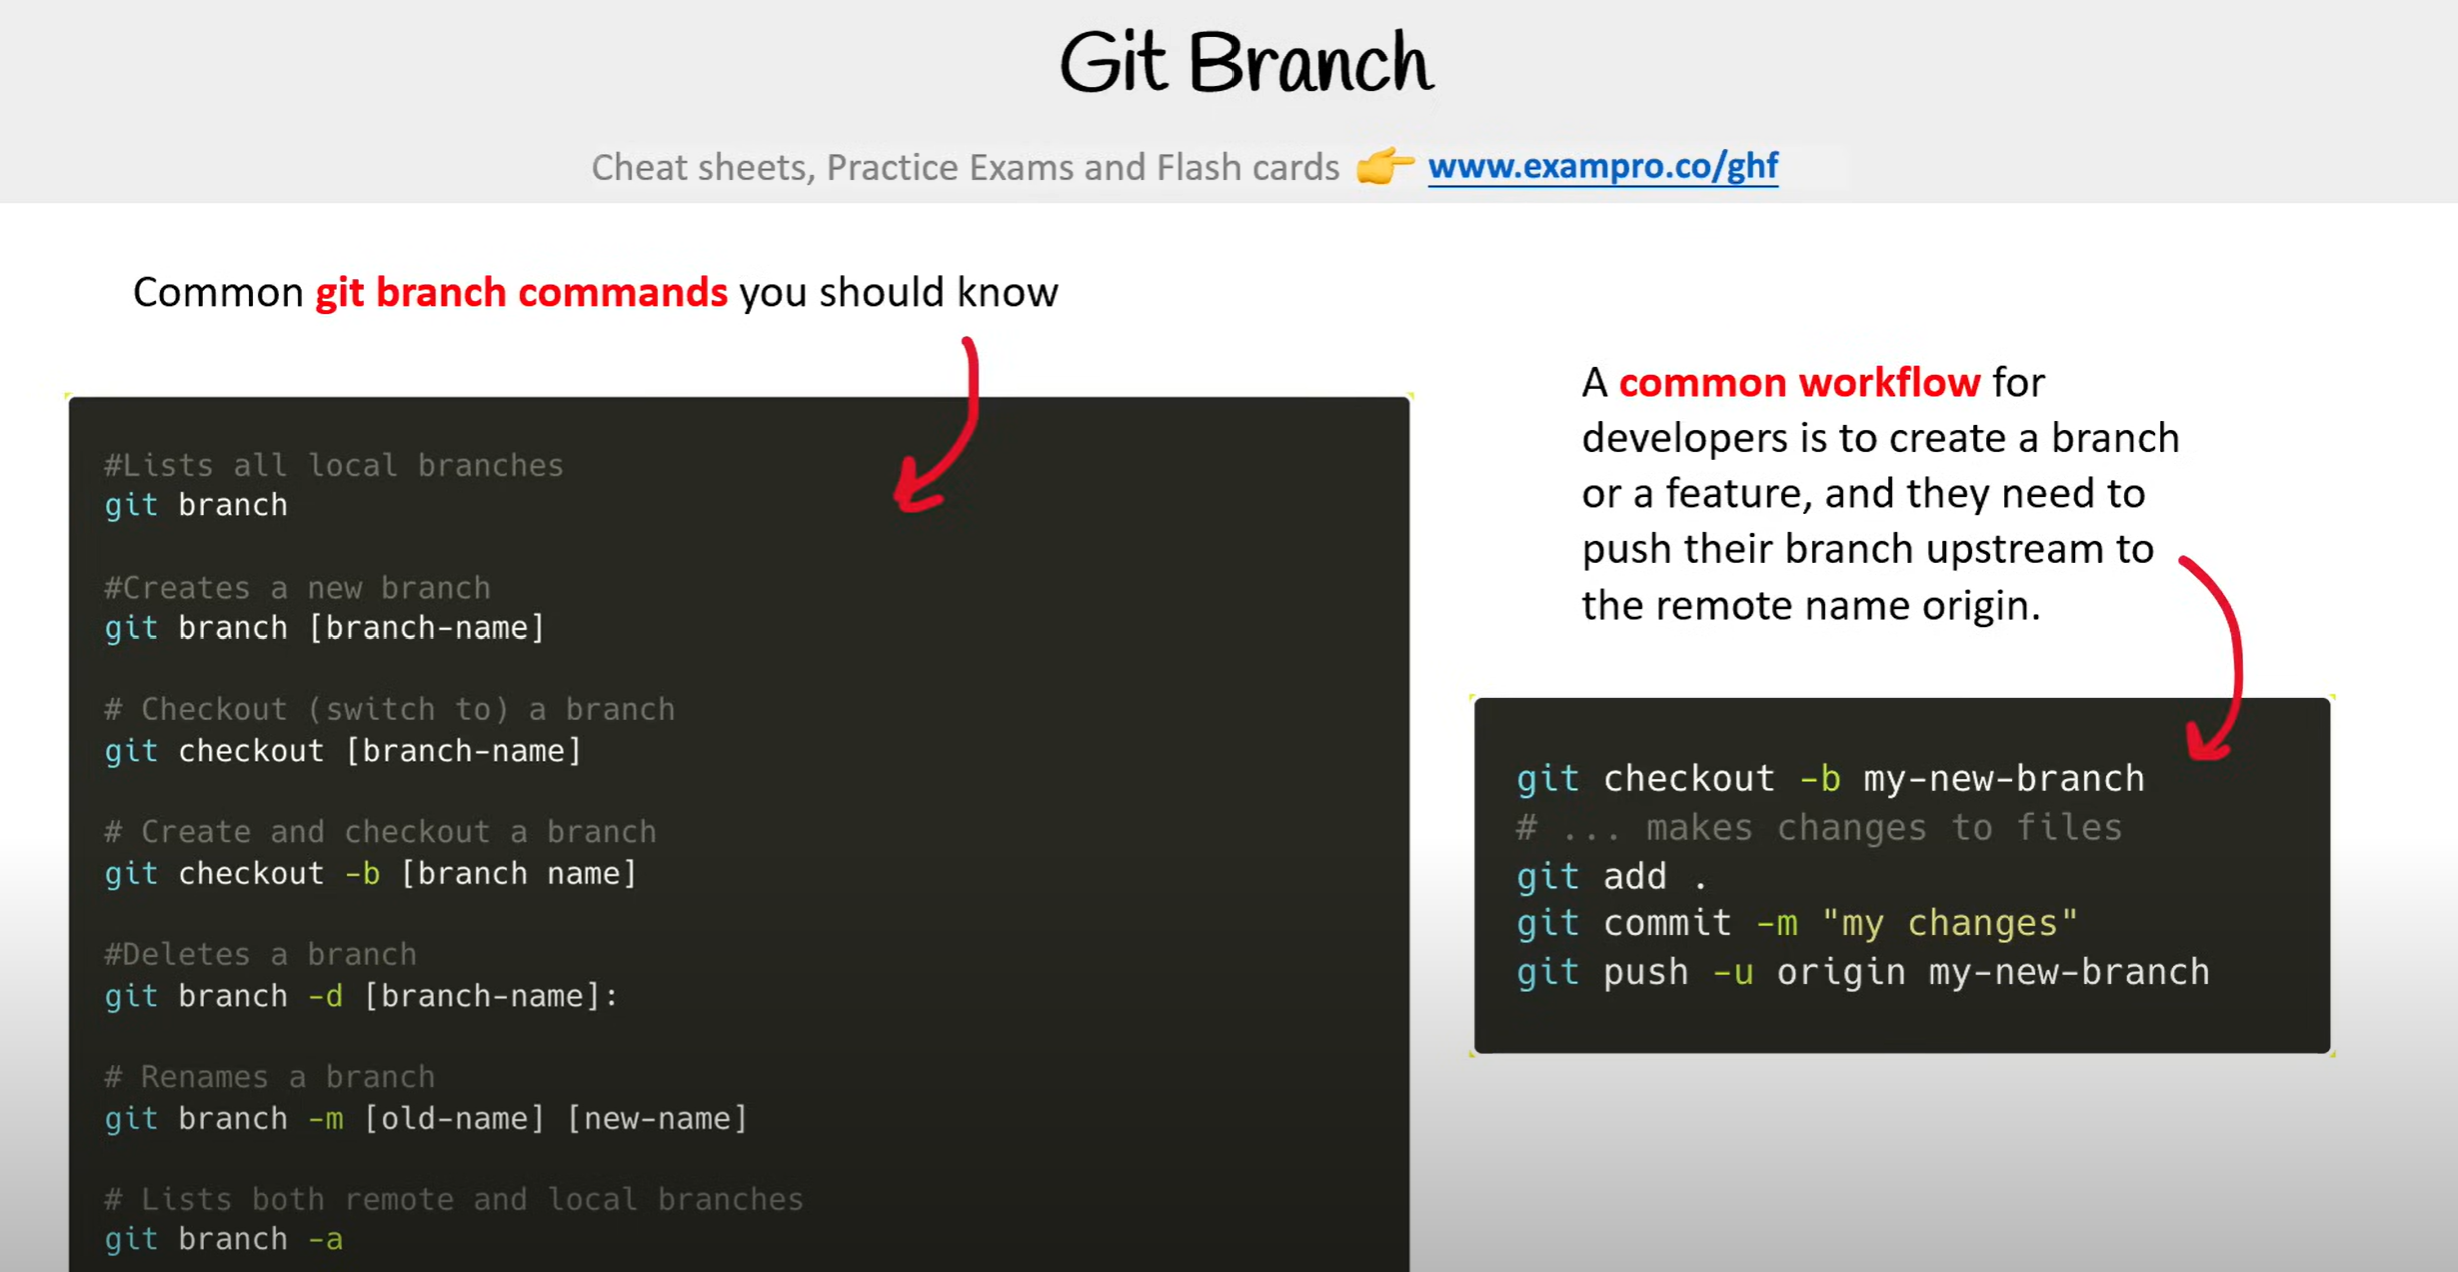 Git Branch
Cheat sheets, Practice Exams and Flash cards 👉 www.exampro.co/ghf
Common git branch commands you should know
#Lists all local branches
git branch
#Creates a new branch
git branch [branch-name]
# Checkout (switch to) a branch
git checkout [branch-name]
# Create and checkout a branch
git checkout -b [branch name]
#Deletes a branch
git branch -d [branch-name]:
# Renames a branch
git branch -m [old-name] [new-name]
# Lists both remote and local branches
git branch -a
A common workflow for
developers is to create a branch
or a feature, and they need to
push their branch upstream to
the remote name origin.
git checkout -b my-new-branch
# ... makes changes to files
git add .
git commit -m "my changes"
git push -u origin my-new-branch